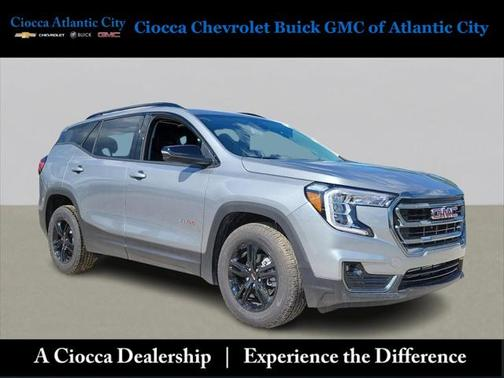 Ciocca Atlantic City
CHEVROLET BUICK GMC
Ciocca Chevrolet Buick GMC of Atlantic City
GMC
A Ciocca Dealership | Experience the Difference